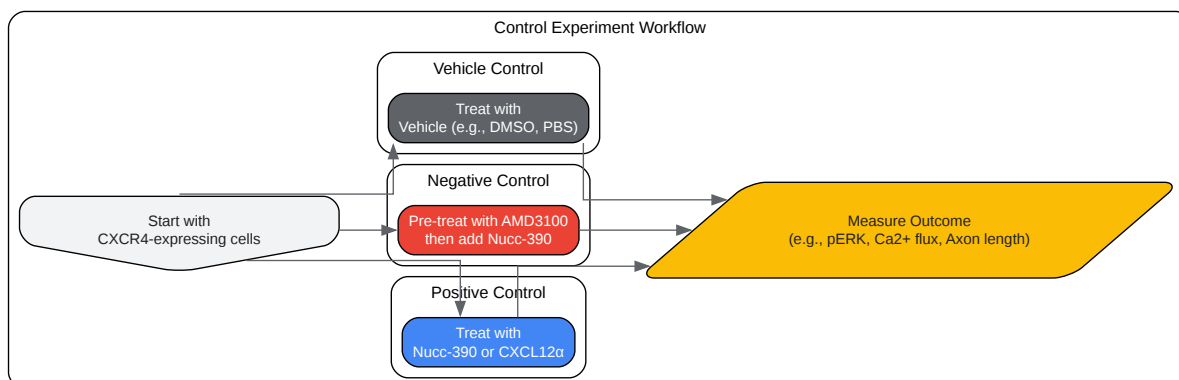 Control Experiment Workflow
Vehicle Control
Treat with
Vehicle (e.g., DMSO, PBS)
Negative Control
Start with
CXCR4-expressing cells
Pre-treat with AMD3100
then add Nucc-390
Measure Outcome
(e.g., pERK, Ca2+ flux, Axon length)
Positive Control
Treat with
Nucc-390 or CXCL12α